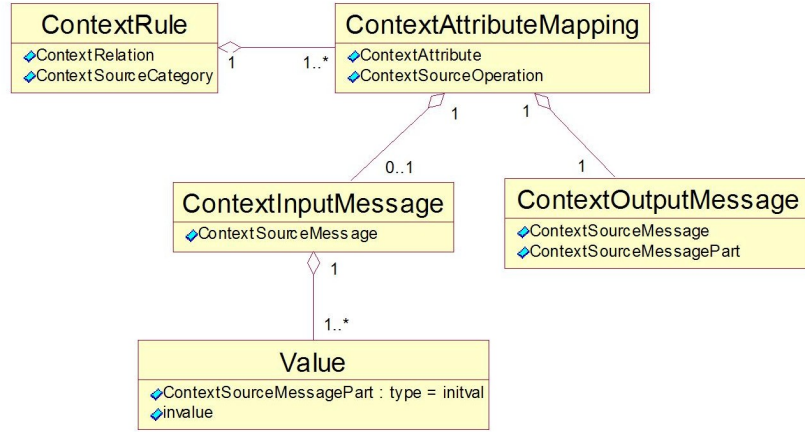 ContextRule
ContextRelation
ContextSourceCategory
1
1..*
ContextAttributeMapping
ContextAttribute
ContextSourceOperation
1
1
0..1
1
ContextInputMessage
ContextSourceMessage
ContextOutputMessage
ContextSourceMessage
ContextSourceMessagePart
1
1..*
Value
ContextSourceMessagePart : type = initval
invalue